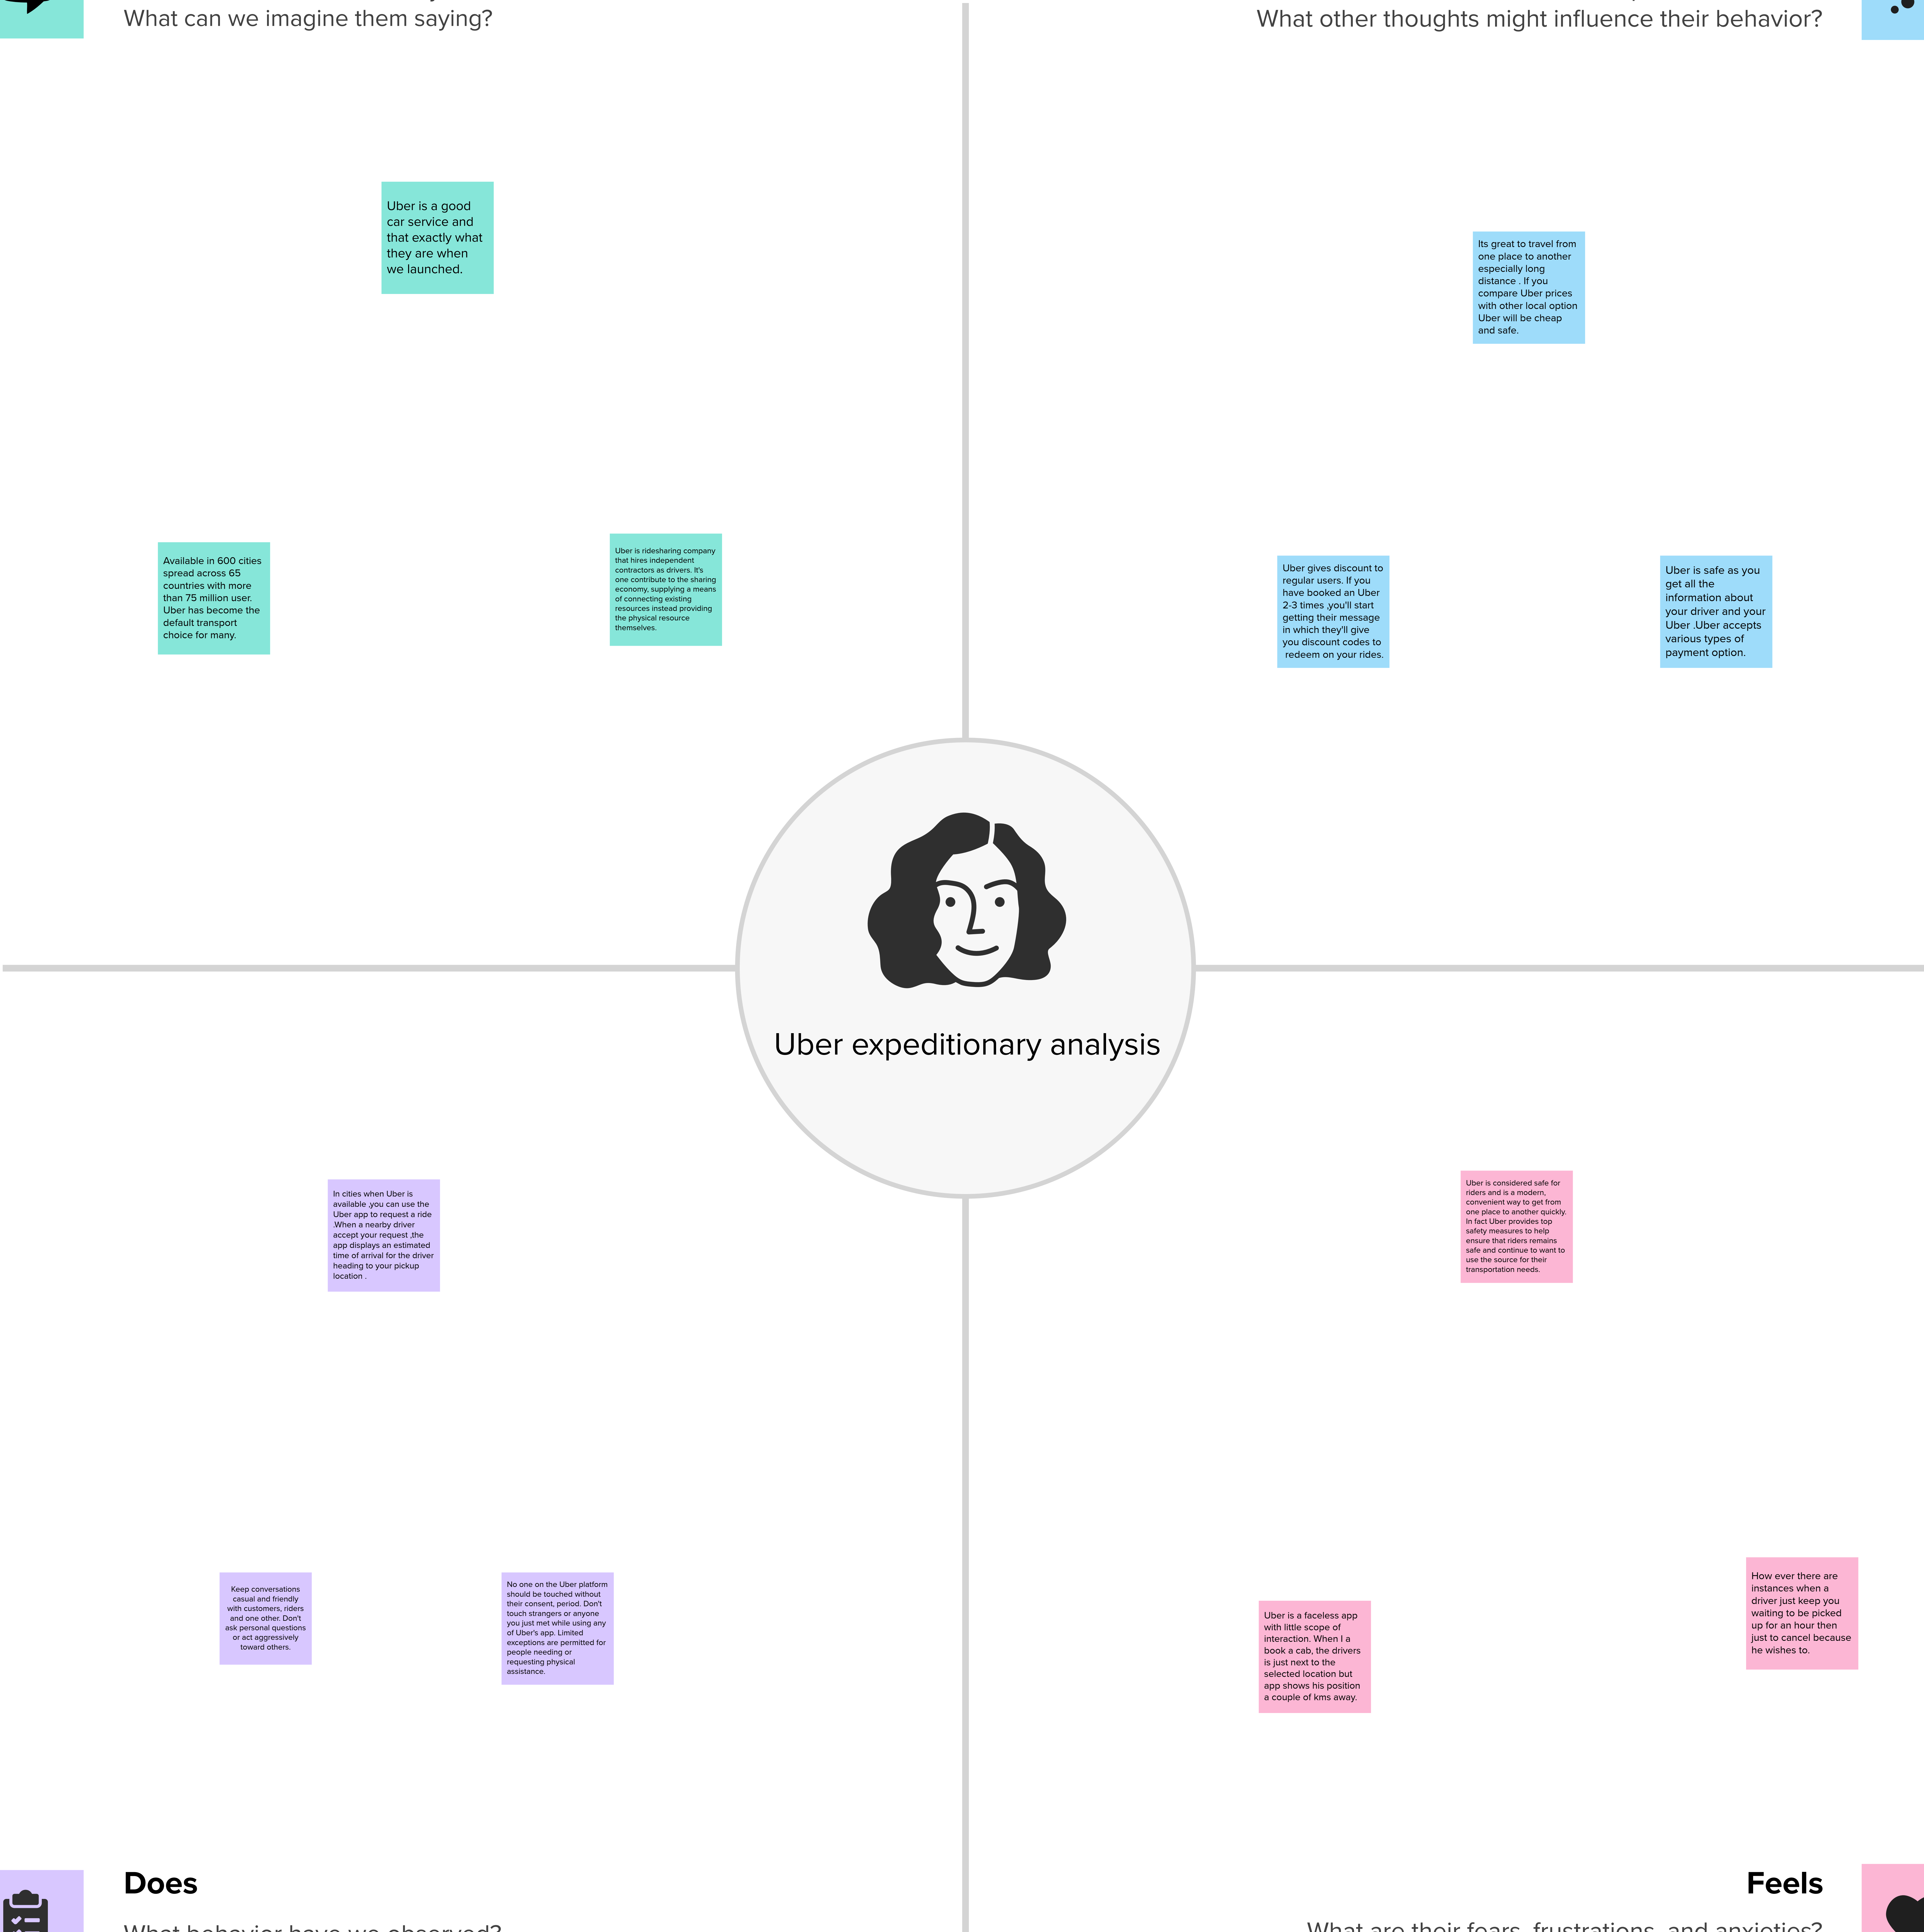 What can we imagine them saying?
What other thoughts might influence their behavior?
Uber is a good
car service and
that exactly what
they are when
we launched.
Its great to travel from
one place to another
especially long
distance . If you
compare Uber prices
with other local option
Uber will be cheap
and safe.
Available in 600 cities
spread across 65
countries with more
than 75 million user.
Uber has become the
default transport
choice for many.
Uber is ridesharing company
that hires independent
contractors as drivers. It's
one contribute to the sharing
economy, supplying a means
of connecting existing
resources instead providing
the physical resource
themselves.
Uber gives discount to
regular users. If you
have booked an Uber
2-3 times ,you'll start
getting their message
in which they'll give
you discount codes to
redeem on your rides.
Uber is safe as you
get all the
information about
your driver and your
Uber .Uber accepts
various types of
payment option.
Uber expeditionary analysis
In cities when Uber is
available ,you can use the
Uber app to request a ride
.When a nearby driver
accept your request ,the
app displays an estimated
time of arrival for the driver
heading to your pickup
location .
Uber is considered safe for
riders and is a modern,
convenient way to get from
one place to another quickly.
In fact Uber provides top
safety measures to help
ensure that riders remains
safe and continue to want to
use the source for their
transportation needs.
Keep conversations
casual and friendly
with customers, riders
and one other. Don't
ask personal questions
or act aggressively
toward others.
No one on the Uber platform
should be touched without
their consent, period. Don't
touch strangers or anyone
you just met while using any
of Uber's app. Limited
exceptions are permitted for
people needing or
requesting physical
assistance.
Uber is a faceless app
with little scope of
interaction. When I a
book a cab, the drivers
is just next to the
selected location but
app shows his position
a couple of kms away.
How ever there are
instances when a
driver just keep you
waiting to be picked
up for an hour then
just to cancel because
he wishes to.
Does
What behavior have we observed?
Feels
What are their fears, frustrations, and anxieties?